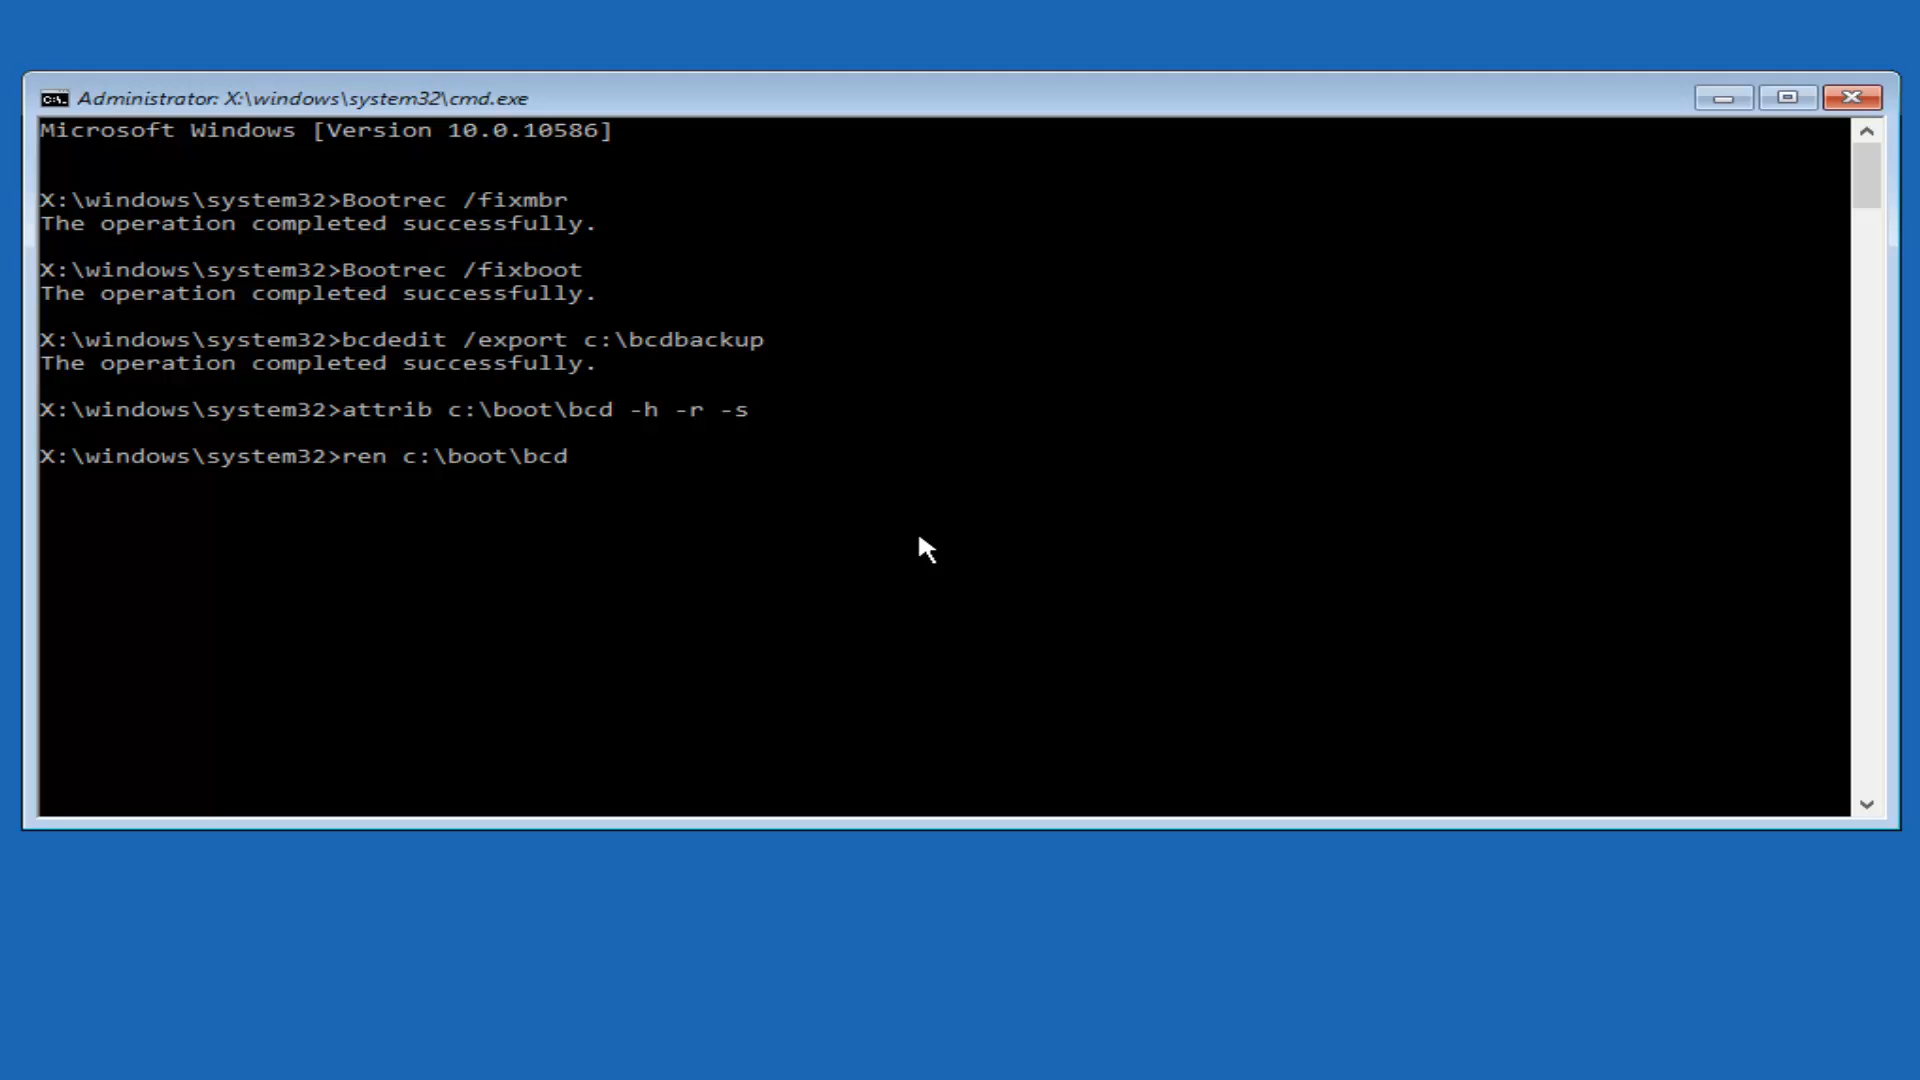 Administrator: X:\windows\system32\cmd.exe
Microsoft Windows [Version 10.0.10586]
X:\windows\system32>Bootrec /fixmbr
The operation completed successfully.
X:\windows\system32>Bootrec /fixboot
The operation completed successfully.
X:\windows\system32>bcdedit /export c:\bcdbackup
The operation completed successfully.
X:\windows\system32>attrib c:\boot\bcd -h -r -s
X:\windows\system32>ren c:\boot\bcd